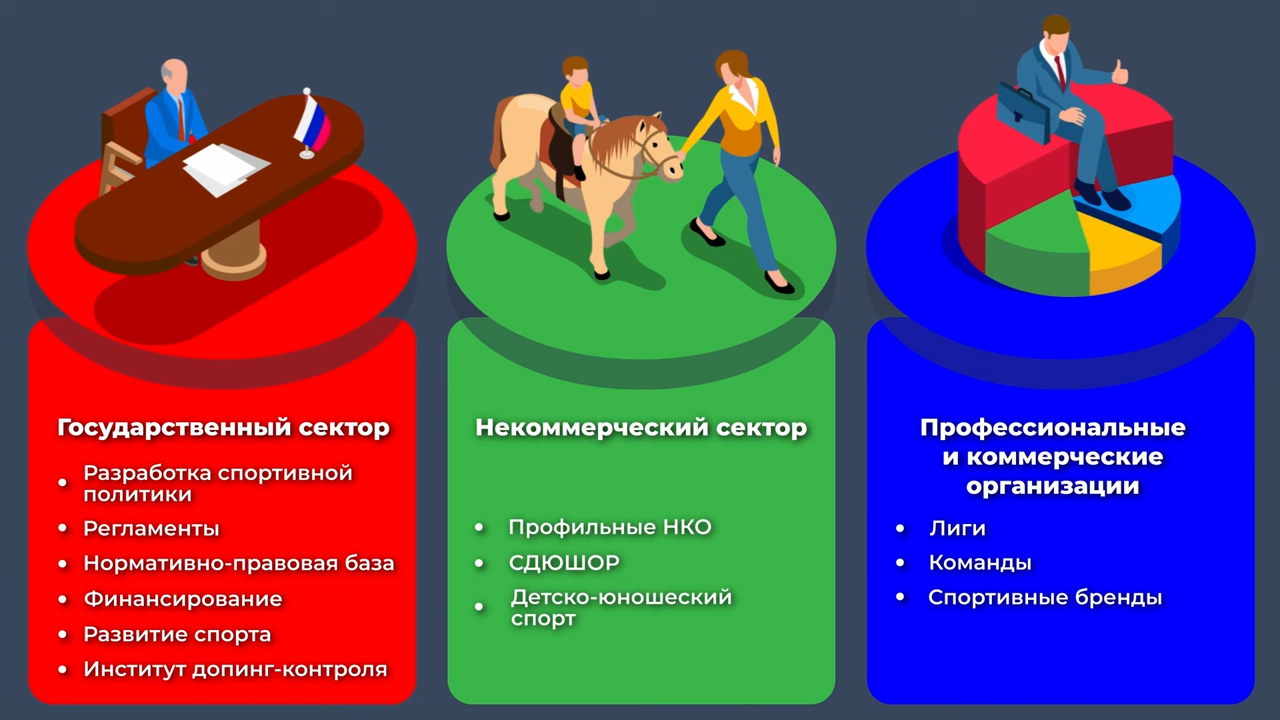 Государственный сектор
• Разработка спортивной
политики
• Регламенты
• Нормативно-правовая база
• Финансирование
• Развитие спорта
• Институт допинг-контроля
Некоммерческий сектор
• Профильные НКО
• СДЮШОР
• Детско-юношеский
спорт
Профессиональные
и коммерческие
организации
• Лиги
• Команды
• Спортивные бренды